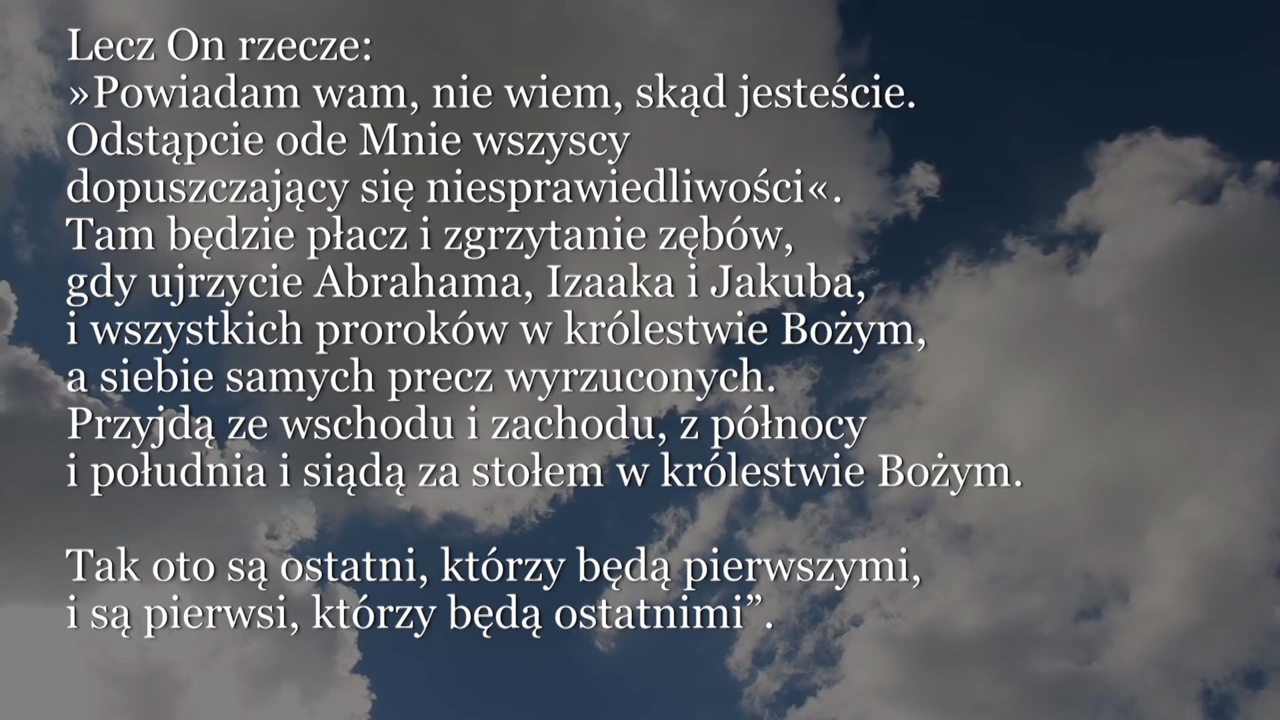 Lecz On rzecze:
»Powiadam wam, nie wiem, skąd jesteście.
Odstąpcie ode Mnie wszyscy
dopuszczający się niesprawiedliwości«.
Tam będzie płacz i zgrzytanie zębów,
gdy ujrzycie Abrahama, Izaaka i Jakuba,
i wszystkich proroków w królestwie Bożym,
a siebie samych precz wyrzuconych.
Przyjdą ze wschodu i zachodu, z północy
i południa i siądą za stołem w królestwie Bożym.
Tak oto są ostatni, którzy będą pierwszymi,
i są pierwsi, którzy będą ostatnimi”.